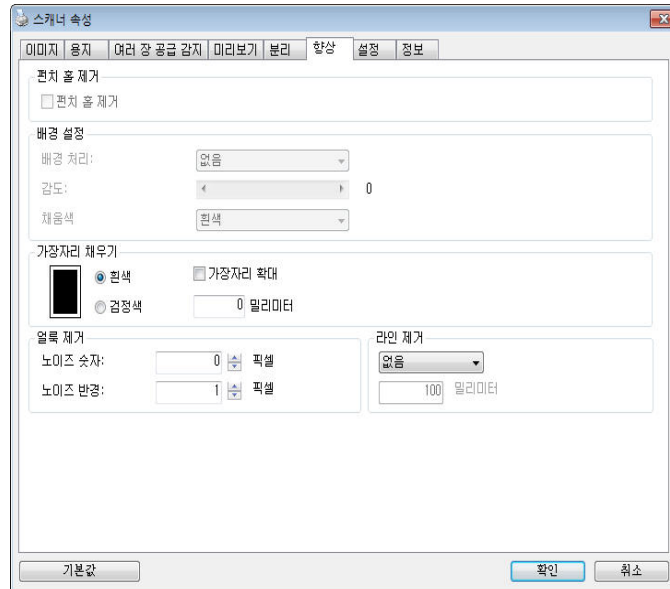 스캐너 속성
이미지 용지 여러 장 공급 감지 미리보기 분리 향상 설정 정보
펀치 홀 제거
펀치 홀 제거
배경 설정
배경 처리: 없음
감도: 0
채움색 흰색
가장자리 채우기
흰색 가장자리 확대
검정색 0 밀리미터
얼룩 제거 라인 제거
노이즈 숫자: 0 픽셀 없음
노이즈 반경: 1 픽셀 100 밀리미터
기본값 확인 취소